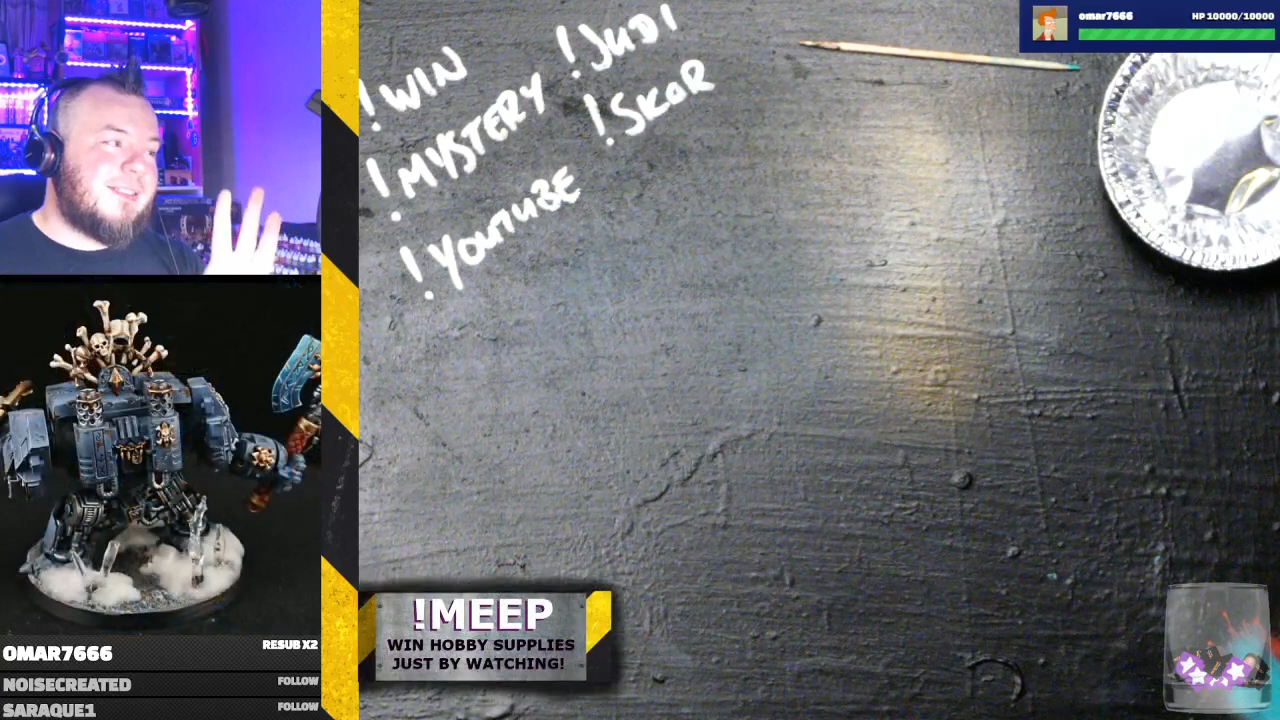 !WIN
!MYSTERY
!JUDI
!SKOR
!YOUTUBE
omar7666
HP 10000/10000
!MEEP
WIN HOBBY SUPPLIES
JUST BY WATCHING!
OMAR7666
RESUB X2
NOISECREATED
FOLLOW
SARAQUE1
FOLLOW